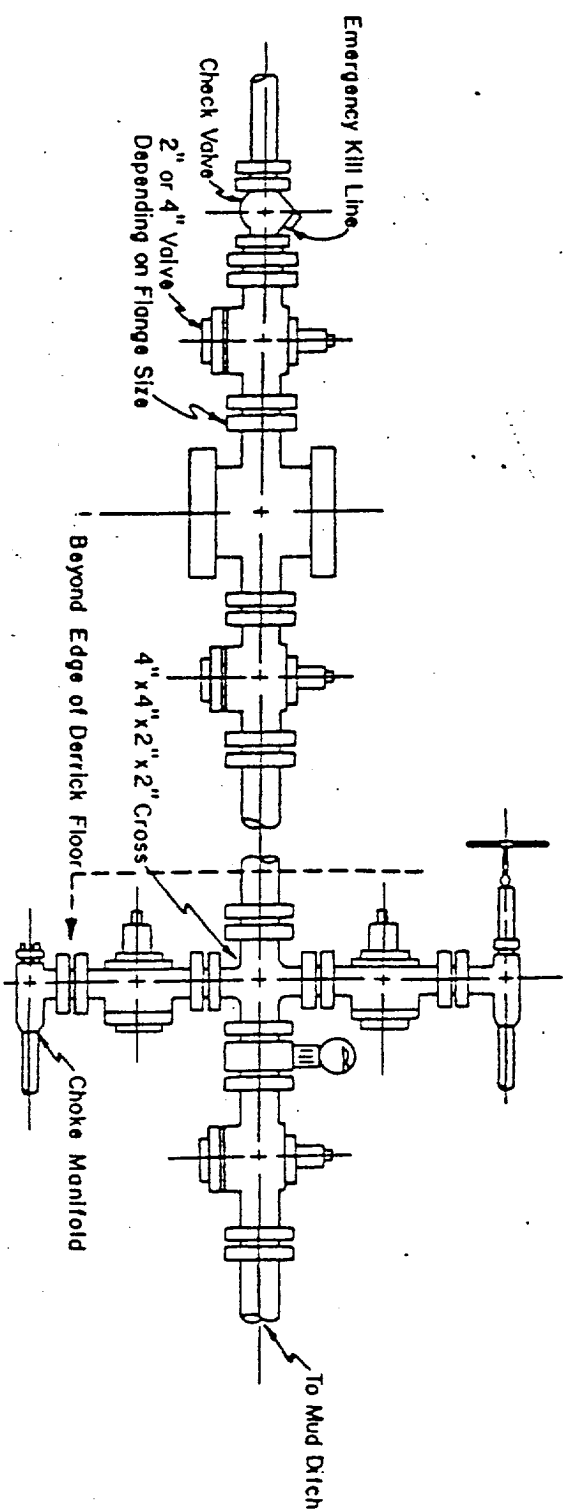 Emergency Kill Line
Check Valve
2" or 4" Valve
Depending on Flange Size
Beyond Edge of Derrick Floor
4" x 4" x 2" x 2" Cross
Choke Manifold
To Mud Ditch